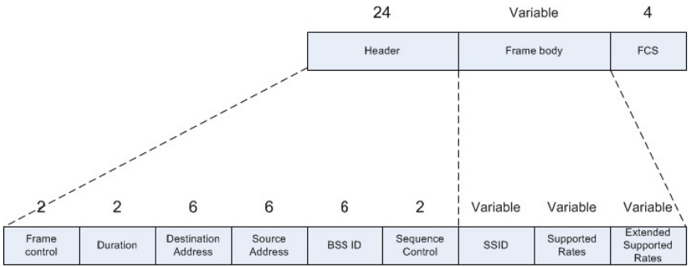 24 Variable 4
Header Frame body FCS
2 2 6 6 6 2 Variable Variable Variable
Frame control
Duration
Destination Address
Source Address
BSS ID
Sequence Control
SSID
Supported Rates
Extended Supported Rates